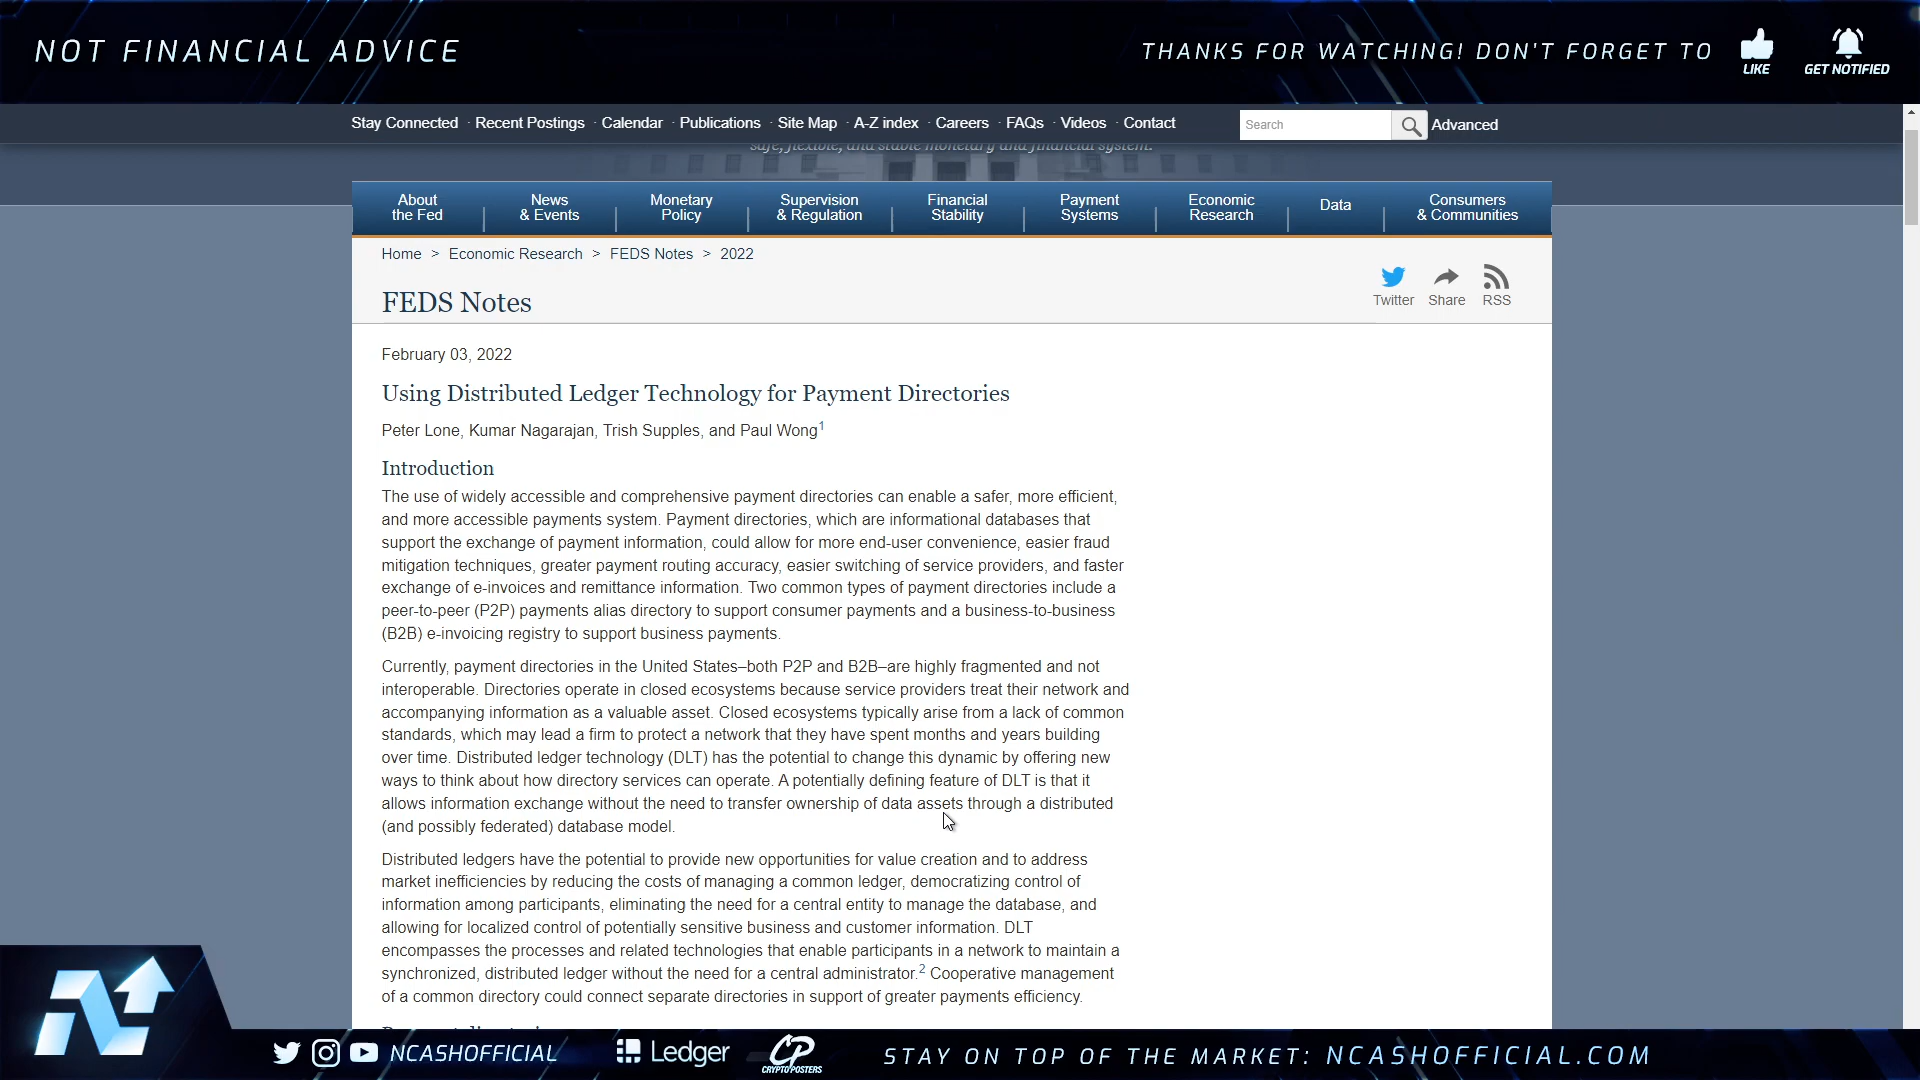 NOT FINANCIAL ADVICE
THANKS FOR WATCHING! DON'T FORGET TO
LIKE
GET NOTIFIED
Stay Connected · Recent Postings · Calendar · Publications · Site Map · A-Z index · Careers · FAQs · Videos · Contact
Search
Advanced
safe, flexible, and stable monetary and financial system.
About the Fed
News & Events
Monetary Policy
Supervision & Regulation
Financial Stability
Payment Systems
Economic Research
Data
Consumers & Communities
Home > Economic Research > FEDS Notes > 2022
Twitter
Share
RSS
FEDS Notes
February 03, 2022
Using Distributed Ledger Technology for Payment Directories
Peter Lone, Kumar Nagarajan, Trish Supples, and Paul Wong1
Introduction
The use of widely accessible and comprehensive payment directories can enable a safer, more efficient,
and more accessible payments system. Payment directories, which are informational databases that
support the exchange of payment information, could allow for more end-user convenience, easier fraud
mitigation techniques, greater payment routing accuracy, easier switching of service providers, and faster
exchange of e-invoices and remittance information. Two common types of payment directories include a
peer-to-peer (P2P) payments alias directory to support consumer payments and a business-to-business
(B2B) e-invoicing registry to support business payments.
Currently, payment directories in the United States–both P2P and B2B–are highly fragmented and not
interoperable. Directories operate in closed ecosystems because service providers treat their network and
accompanying information as a valuable asset. Closed ecosystems typically arise from a lack of common
standards, which may lead a firm to protect a network that they have spent months and years building
over time. Distributed ledger technology (DLT) has the potential to change this dynamic by offering new
ways to think about how directory services can operate. A potentially defining feature of DLT is that it
allows information exchange without the need to transfer ownership of data assets through a distributed
(and possibly federated) database model.
Distributed ledgers have the potential to provide new opportunities for value creation and to address
market inefficiencies by reducing the costs of managing a common ledger, democratizing control of
information among participants, eliminating the need for a central entity to manage the database, and
allowing for localized control of potentially sensitive business and customer information. DLT
encompasses the processes and related technologies that enable participants in a network to maintain a
synchronized, distributed ledger without the need for a central administrator.2 Cooperative management
of a common directory could connect separate directories in support of greater payments efficiency.
NCASHOFFICIAL
Ledger
CP
CRYPTO POSTERS
STAY ON TOP OF THE MARKET: NCASHOFFICIAL.COM